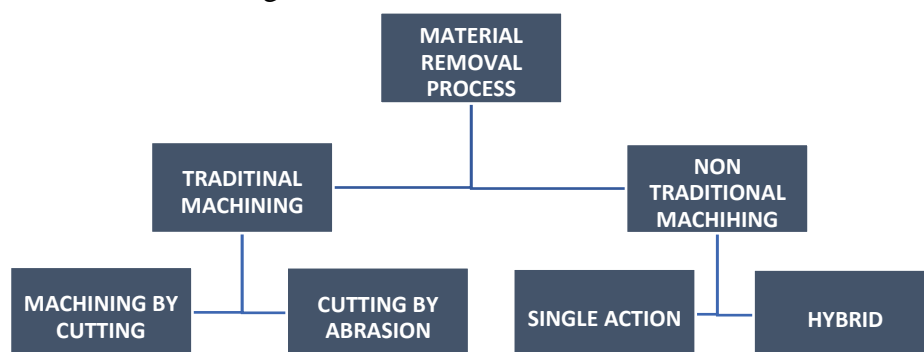 MATERIAL
REMOVAL
PROCESS
TRADITINAL
MACHINING
NON
TRADITIONAL
MACHIHING
MACHINING BY
CUTTING
CUTTING BY
ABRASION
SINGLE ACTION
HYBRID